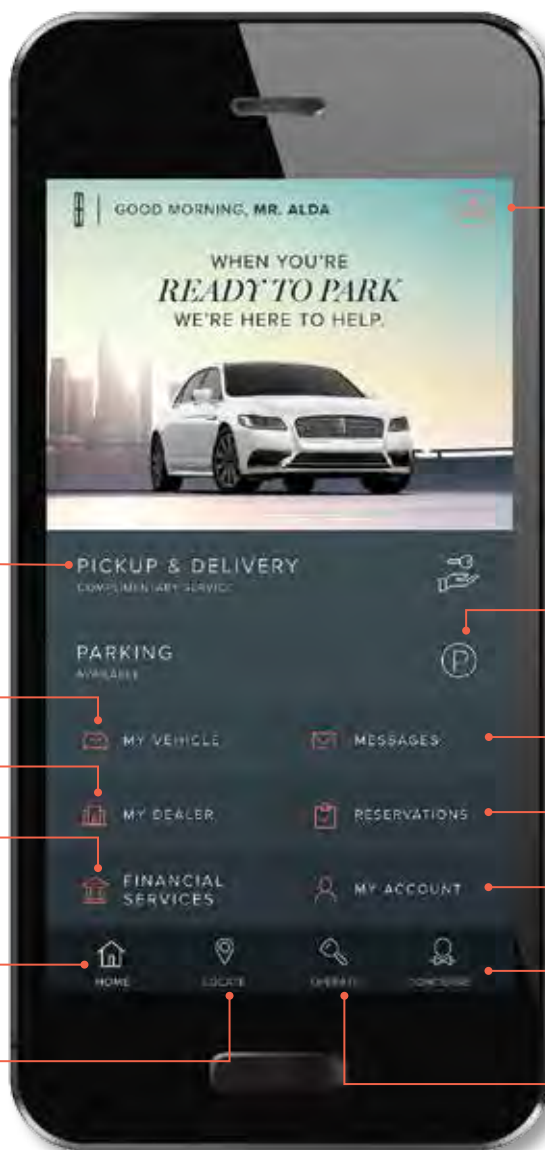 GOOD MORNING, MR. ALDA
WHEN YOU'RE
READY TO PARK
WE'RE HERE TO HELP.
PICKUP & DELIVERY
COMPLIMENTARY SERVICE
PARKING
AVAILABLE
MY VEHICLE
MESSAGES
MY DEALER
RESERVATIONS
FINANCIAL
SERVICES
MY ACCOUNT
HOME
LOCATE
OPERATE
CONCIERGE